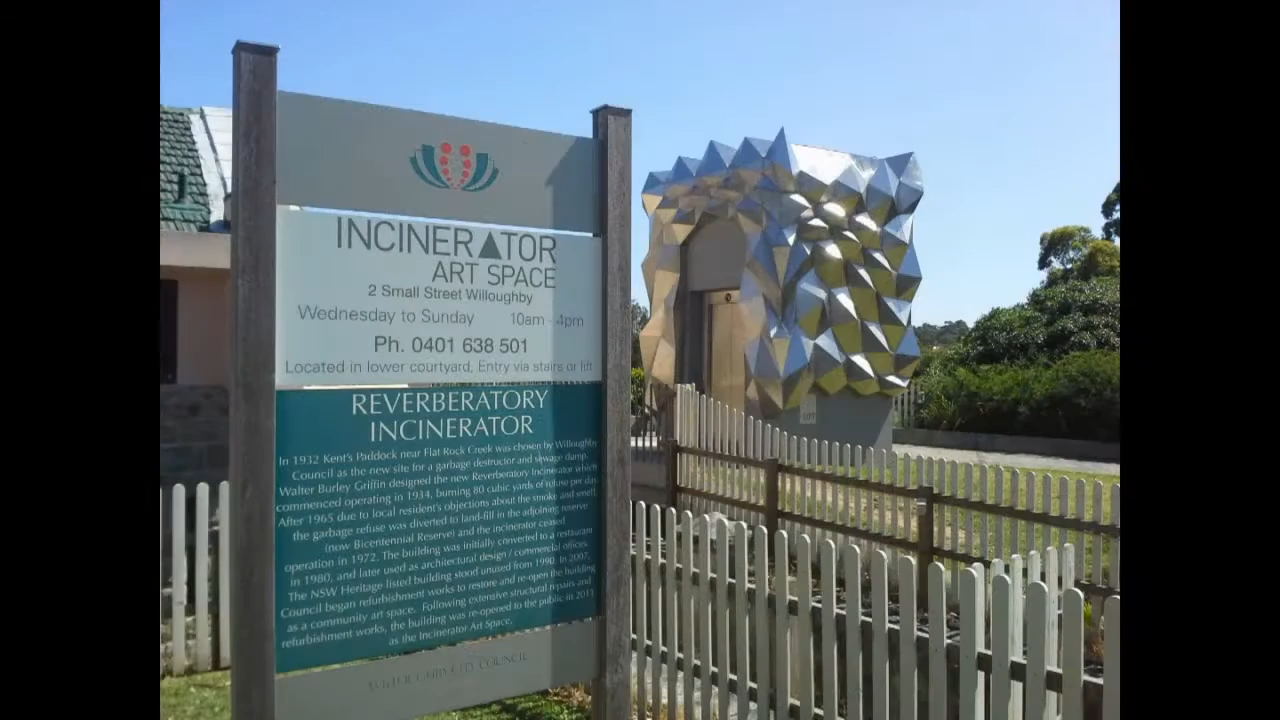 INCINERATOR
ART SPACE
2 Small Street Willoughby
Wednesday to Sunday 10am - 4pm
Ph. 0401 638 501
Located in lower courtyard, Entry via stairs or lift
REVERBERATORY
INCINERATOR
In 1932 Kent's Paddock near Flat Rock Creek was chosen by Willoughby
Council as the new site for a garbage destructor and sewage dump.
Walter Burley Griffin designed the new Reverberatory Incinerator which
commenced operating in 1934, burning 80 cubic yards of refuse per day.
After 1965 due to local resident's objections about the smoke and smell,
the garbage refuse was diverted to land-fill in the adjoining reserve
(now Bicentennial Reserve) and the incinerator ceased
operation in 1972. The building was initially converted to a restaurant
in 1980, and later used as architectural design / commercial offices.
The NSW Heritage listed building stood unused from 1990. In 2007,
Council began refurbishment works to restore and re-open the building
as a community art space. Following extensive structural repairs and
refurbishment works, the building was re-opened to the public in 2011
as the Incinerator Art Space.
WILLOUGHBY CITY COUNCIL